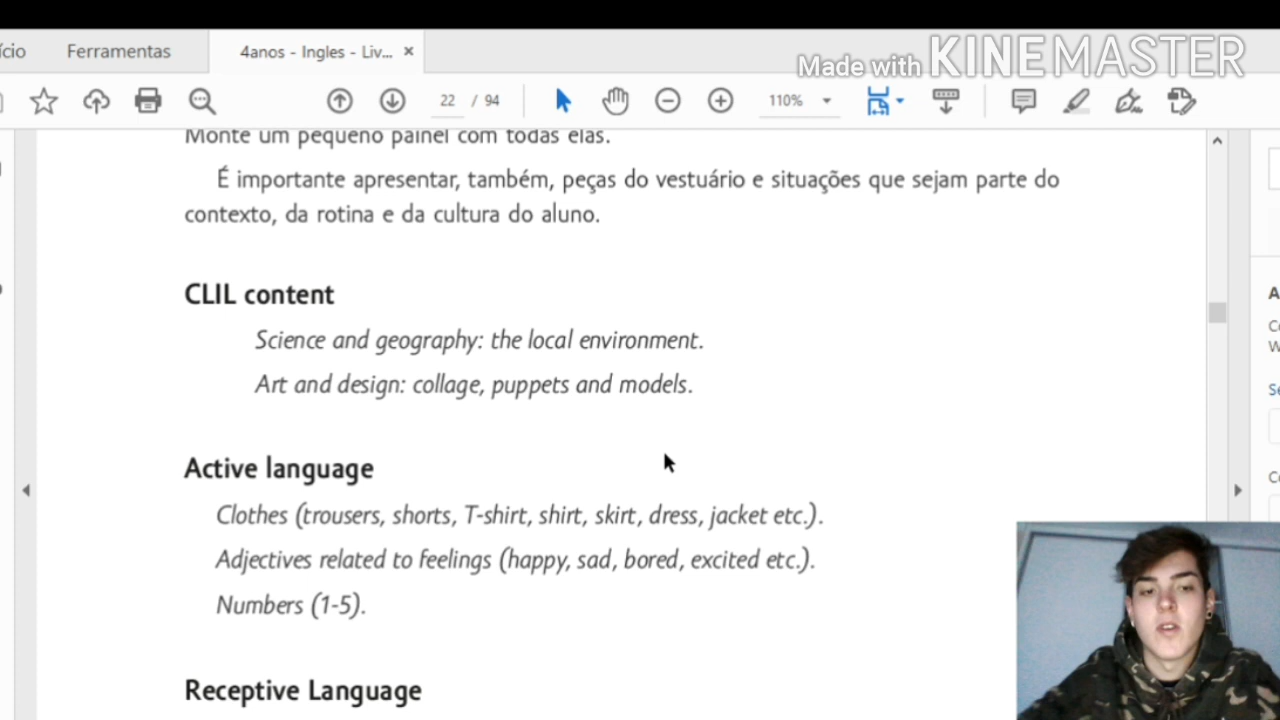 ício Ferramentas 4anos - Ingles - Liv... ×
Made with KINEMASTER
22 / 94 110%
Monte um pequeno painel com todas elas.
É importante apresentar, também, peças do vestuário e situações que sejam parte do
contexto, da rotina e da cultura do aluno.
CLIL content
Science and geography: the local environment.
Art and design: collage, puppets and models.
Active language
Clothes (trousers, shorts, T-shirt, shirt, skirt, dress, jacket etc.).
Adjectives related to feelings (happy, sad, bored, excited etc.).
Numbers (1-5).
Receptive Language